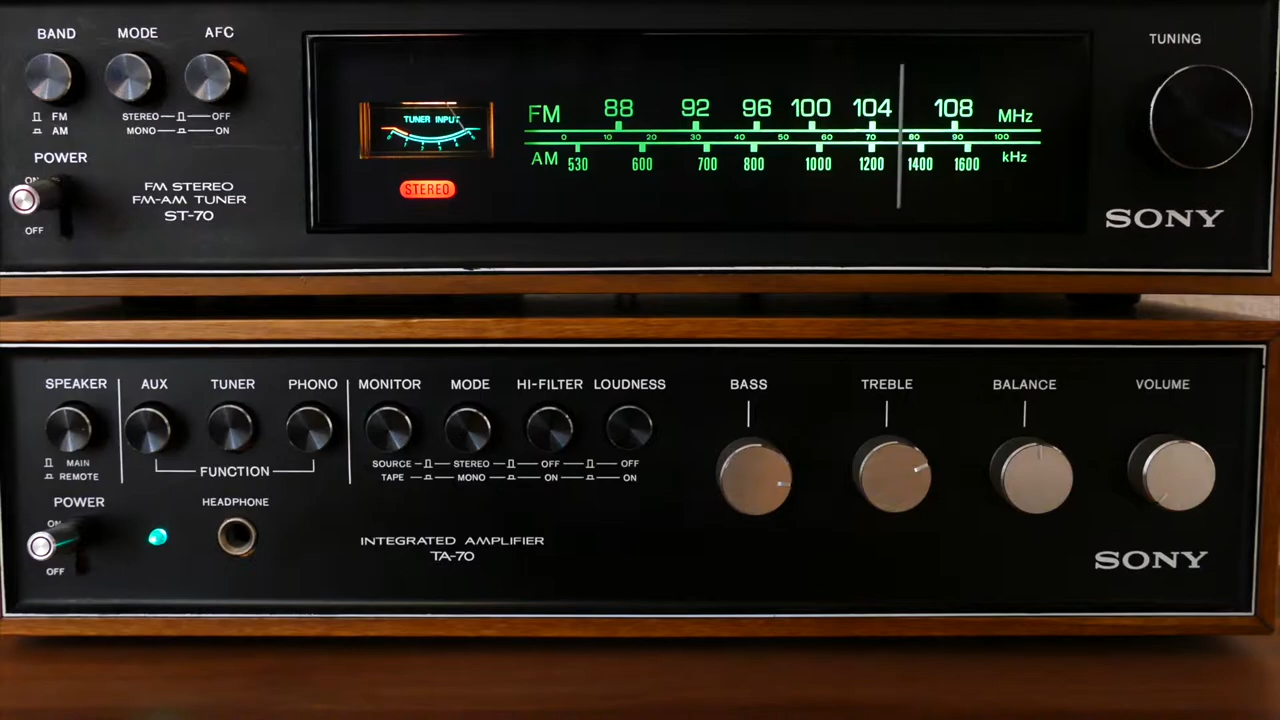 BAND MODE AFC
TUNING
FM STEREO OFF
AM MONO ON
POWER
ON
OFF
FM STEREO
FM-AM TUNER
ST-70
TUNER INPUT
STEREO
FM 88 92 96 100 104 108 MHz
0 10 20 30 40 50 60 70 80 90 100
AM 530 600 700 800 1000 1200 1400 1600 kHz
SONY
SPEAKER AUX TUNER PHONO MONITOR MODE HI-FILTER LOUDNESS BASS TREBLE BALANCE VOLUME
MAIN
REMOTE
FUNCTION
SOURCE STEREO OFF OFF
TAPE MONO ON ON
POWER
ON
OFF
HEADPHONE
INTEGRATED AMPLIFIER
TA-70
SONY